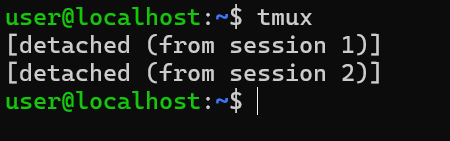 user@localhost:~$ tmux
[detached (from session 1)]
[detached (from session 2)]
user@localhost:~$